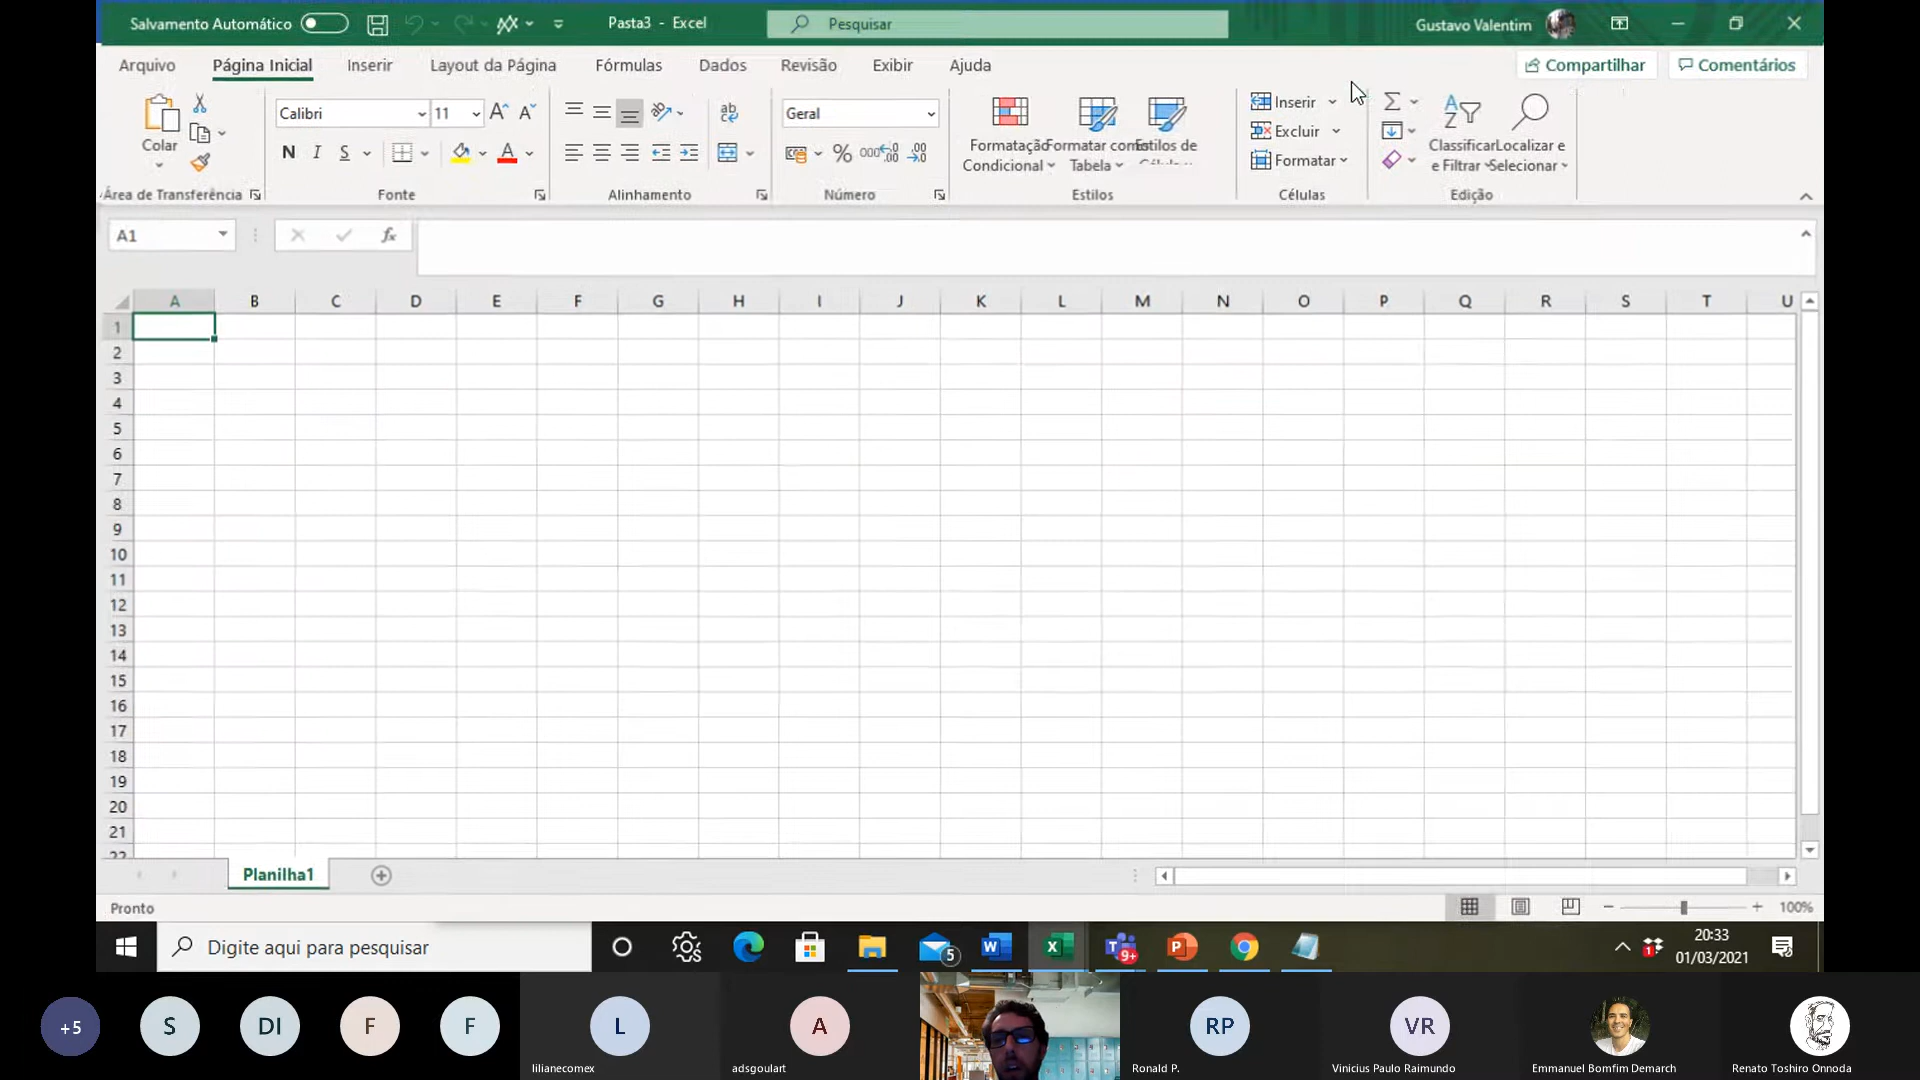 Salvamento Automático
Pasta3 - Excel
Pesquisar
Gustavo Valentim
Arquivo
Página Inicial
Inserir
Layout da Página
Fórmulas
Dados
Revisão
Exibir
Ajuda
Compartilhar
Comentários
Colar
Calibri
11
N I S
Geral
% 000
Formatação Condicional
Formatar como Tabela
Estilos de
Inserir
Excluir
Formatar
Classificar e Filtrar
Localizar e Selecionar
Área de Transferência
Fonte
Alinhamento
Número
Estilos
Células
Edição
A1
fx
A B C D E F G H I J K L M N O P Q R S T U
1
2
3
4
5
6
7
8
9
10
11
12
13
14
15
16
17
18
19
20
21
22
Planilha1
Pronto
100%
Digite aqui para pesquisar
5
9+
1
20:33
01/03/2021
+5
S
DI
F
F
L
A
RP
VR
lilianecomex
adsgoulart
Ronald P.
Vinicius Paulo Raimundo
Emmanuel Bomfim Demarch
Renato Toshiro Onnoda